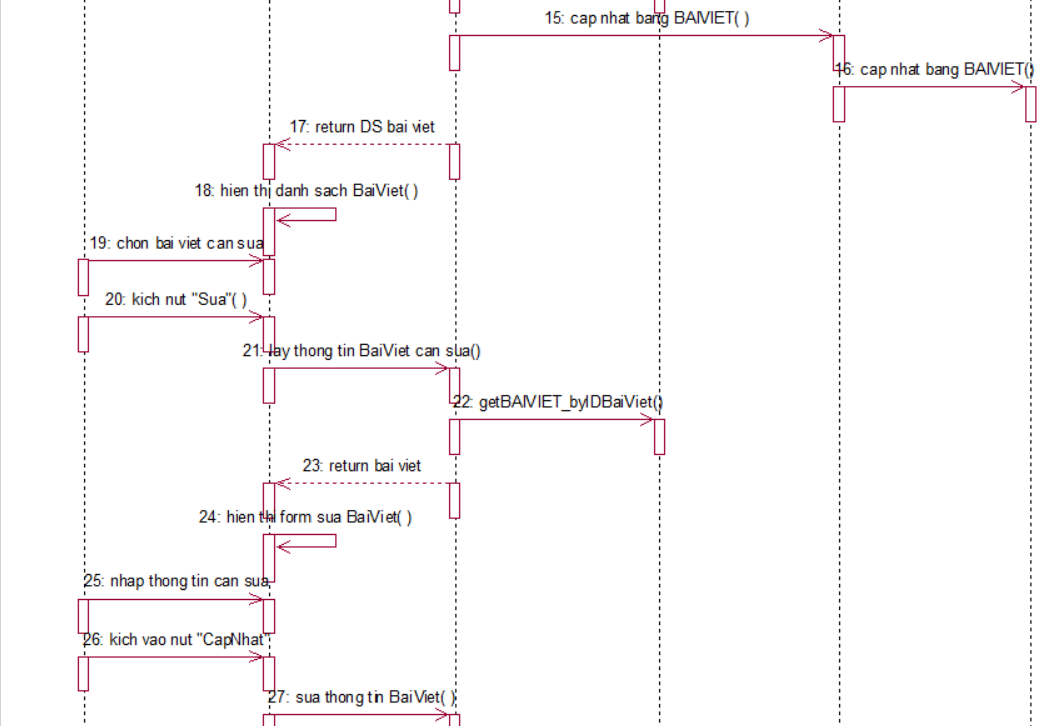 15: cap nhat bang BAIVIET( )
16: cap nhat bang BAIVIET()
17: return DS bai viet
18: hien thi danh sach BaiViet( )
19: chon bai viet can sua
20: kich nut "Sua"( )
21: lay thong tin BaiViet can sua()
22: getBAIVIET_byIDBaiViet()
23: return bai viet
24: hien thi form sua BaiViet( )
25: nhap thong tin can sua
26: kich vao nut "CapNhat"
27: sua thong tin BaiViet( )